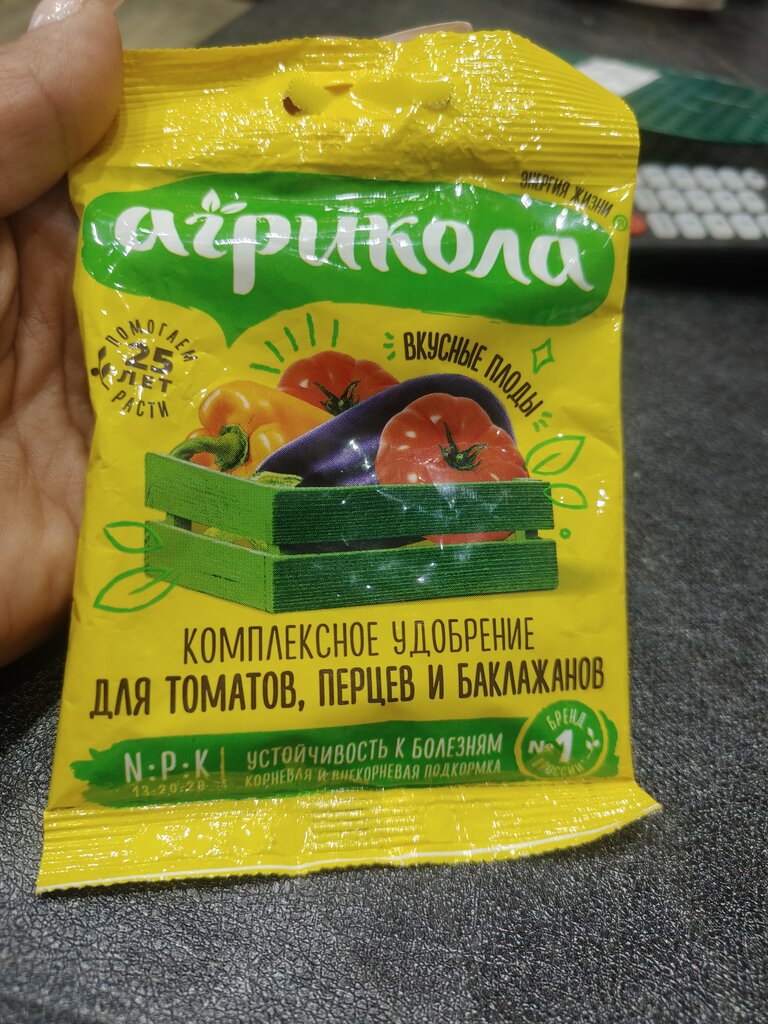 ЭНЕРГИЯ ЖИЗНИ
агрикола
®
ПОМОГАЕМ
25
ЛЕТ
РАСТИ
ВКУСНЫЕ ПЛОДЫ
КОМПЛЕКСНОЕ УДОБРЕНИЕ
ДЛЯ ТОМАТОВ, ПЕРЦЕВ И БАКЛАЖАНОВ
N:P:K
13-20-20
УСТОЙЧИВОСТЬ К БОЛЕЗНЯМ
КОРНЕВАЯ И ВНЕКОРНЕВАЯ ПОДКОРМКА
БРЕНД
№1
В РОССИИ